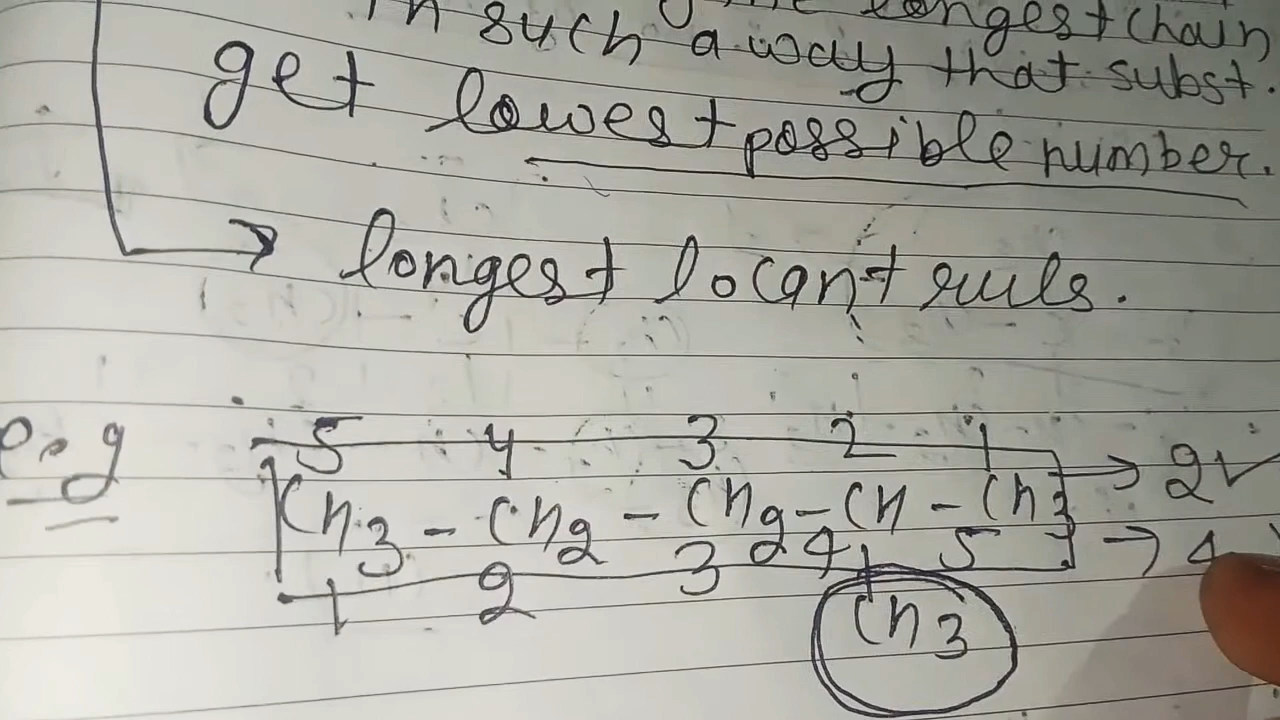 in such a way that subst.
get lowest possible number.
→ longest locant rule.
e.g
5 4 3 2 1 → 2✓
CH3 - CH2 - CH2 - CH - CH3
1 2 3 4 5 → 4
CH3